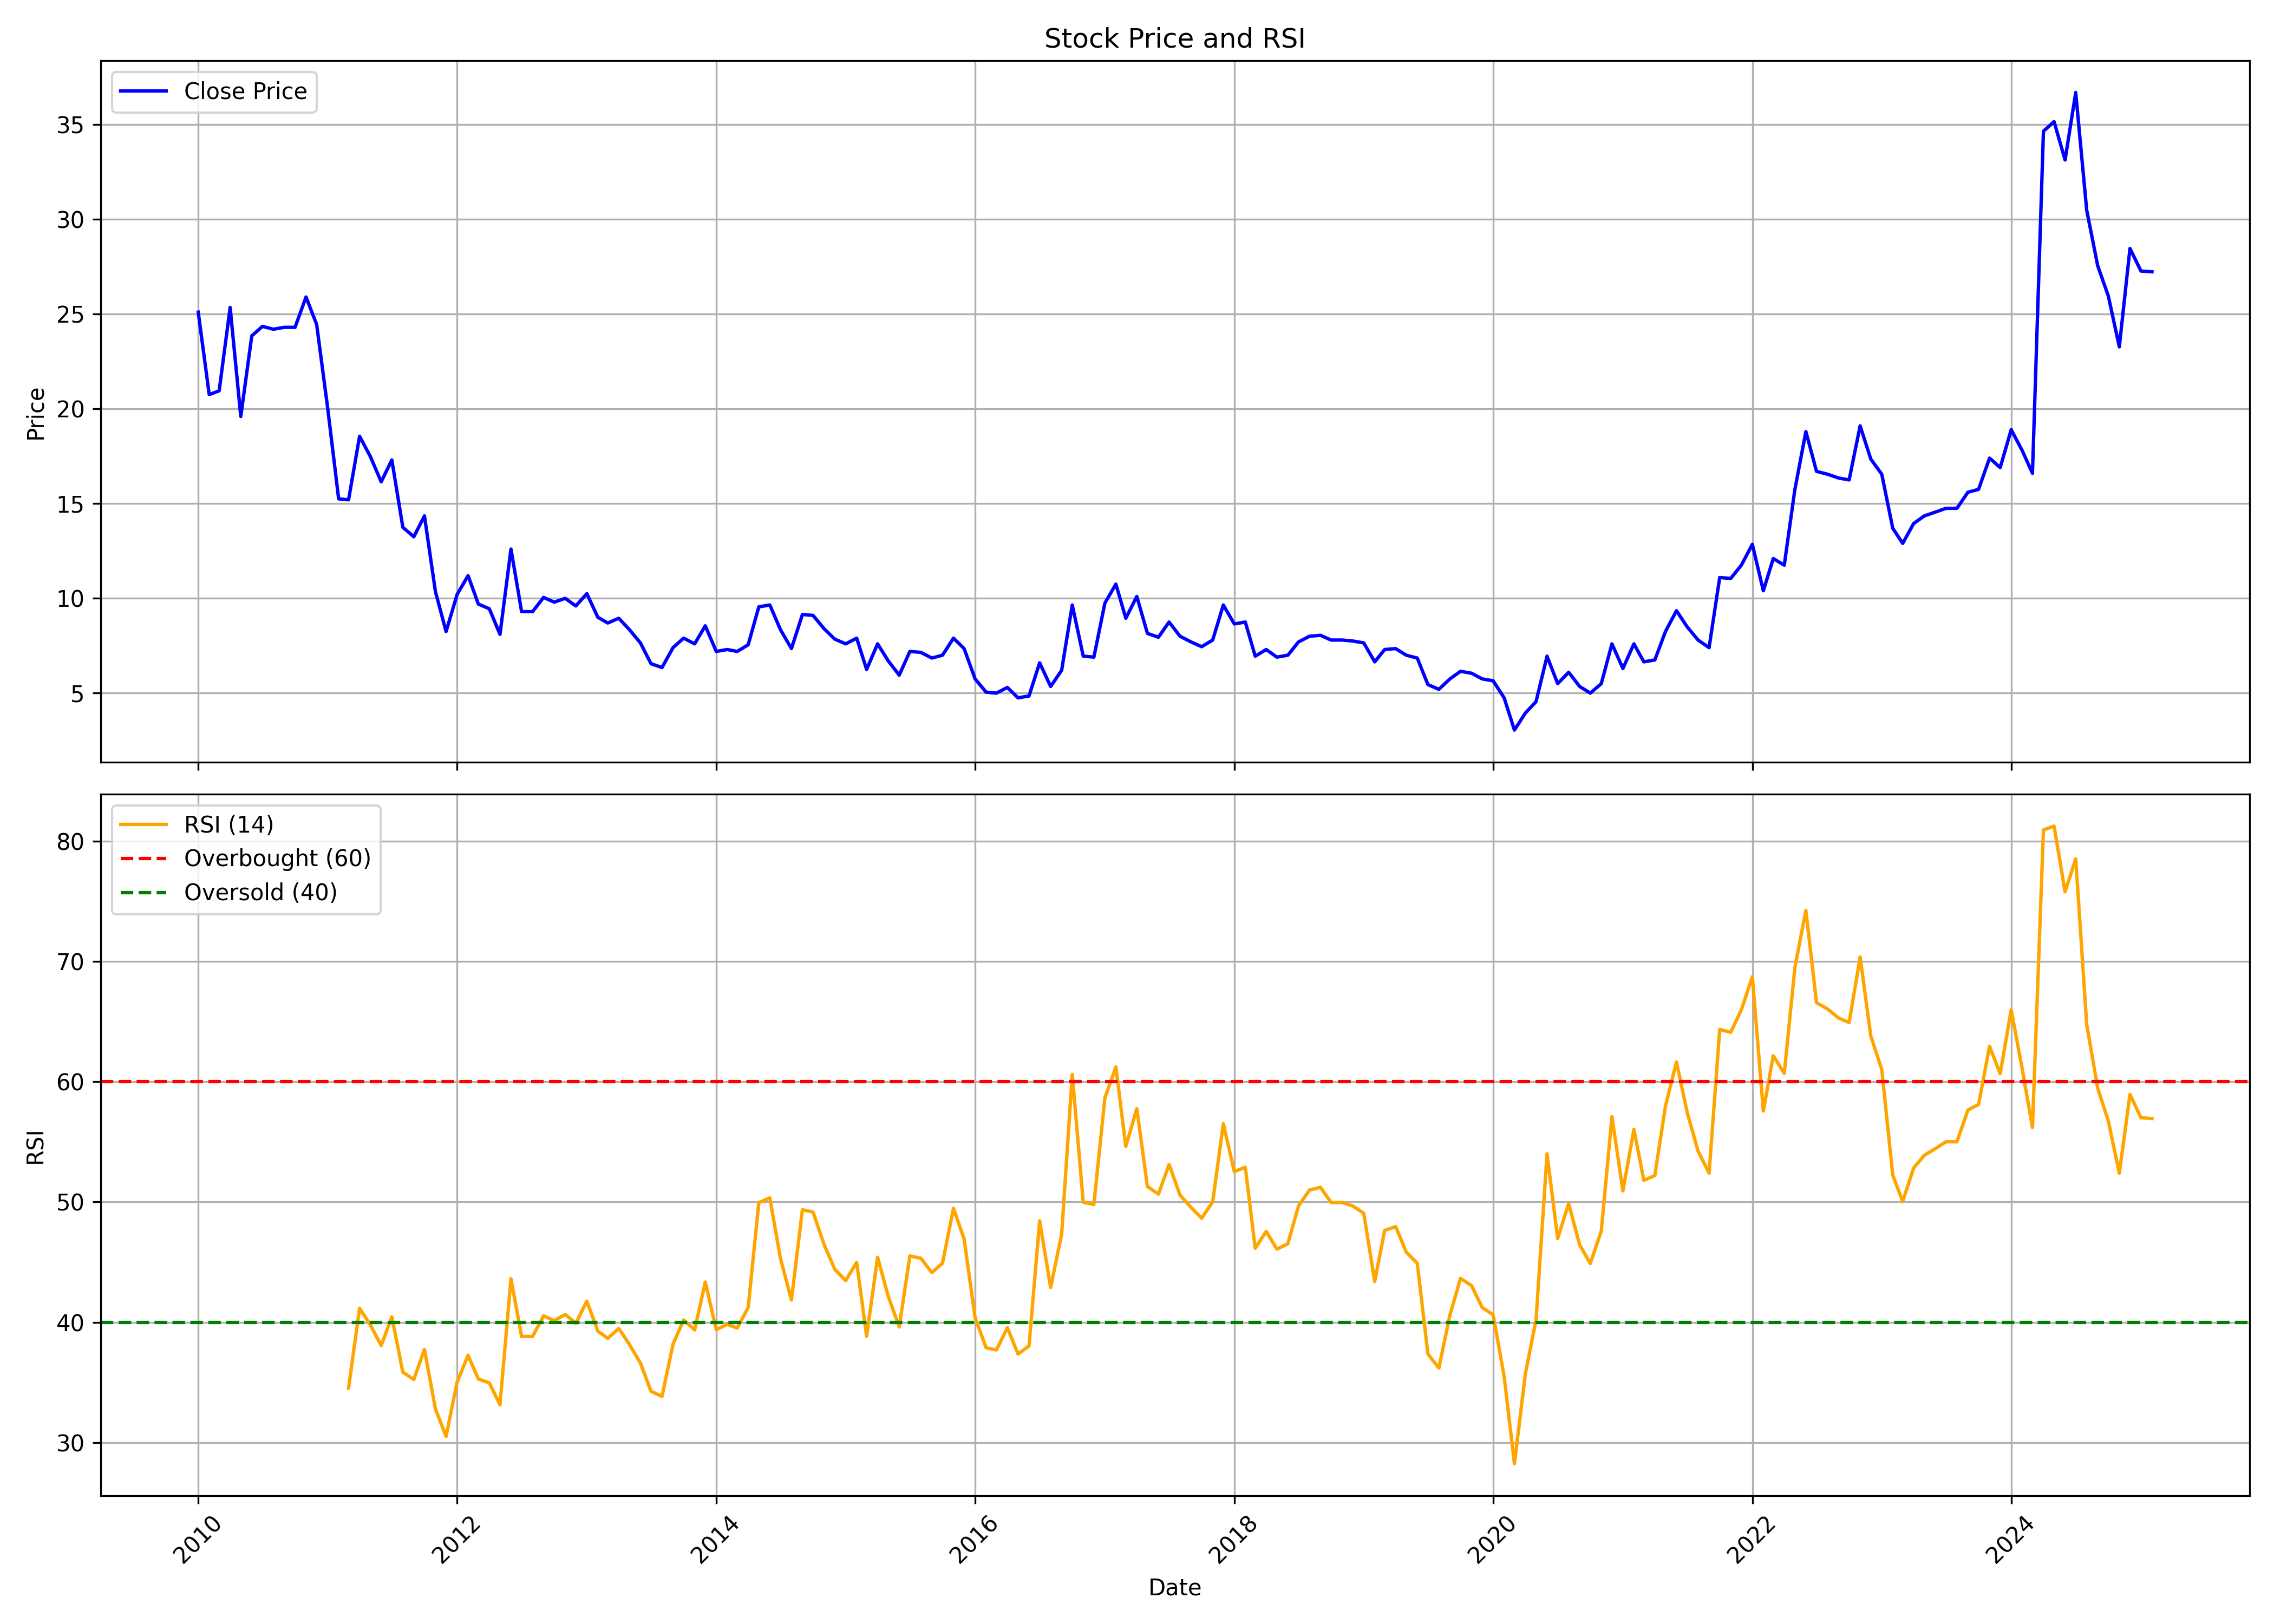 Stock Price and RSI
Close Price
35
30
25
20
15
10
5
Price
RSI (14)
Overbought (60)
Oversold (40)
80
70
60
50
40
30
RSI
2010
2012
2014
2016
2018
2020
2022
2024
Date